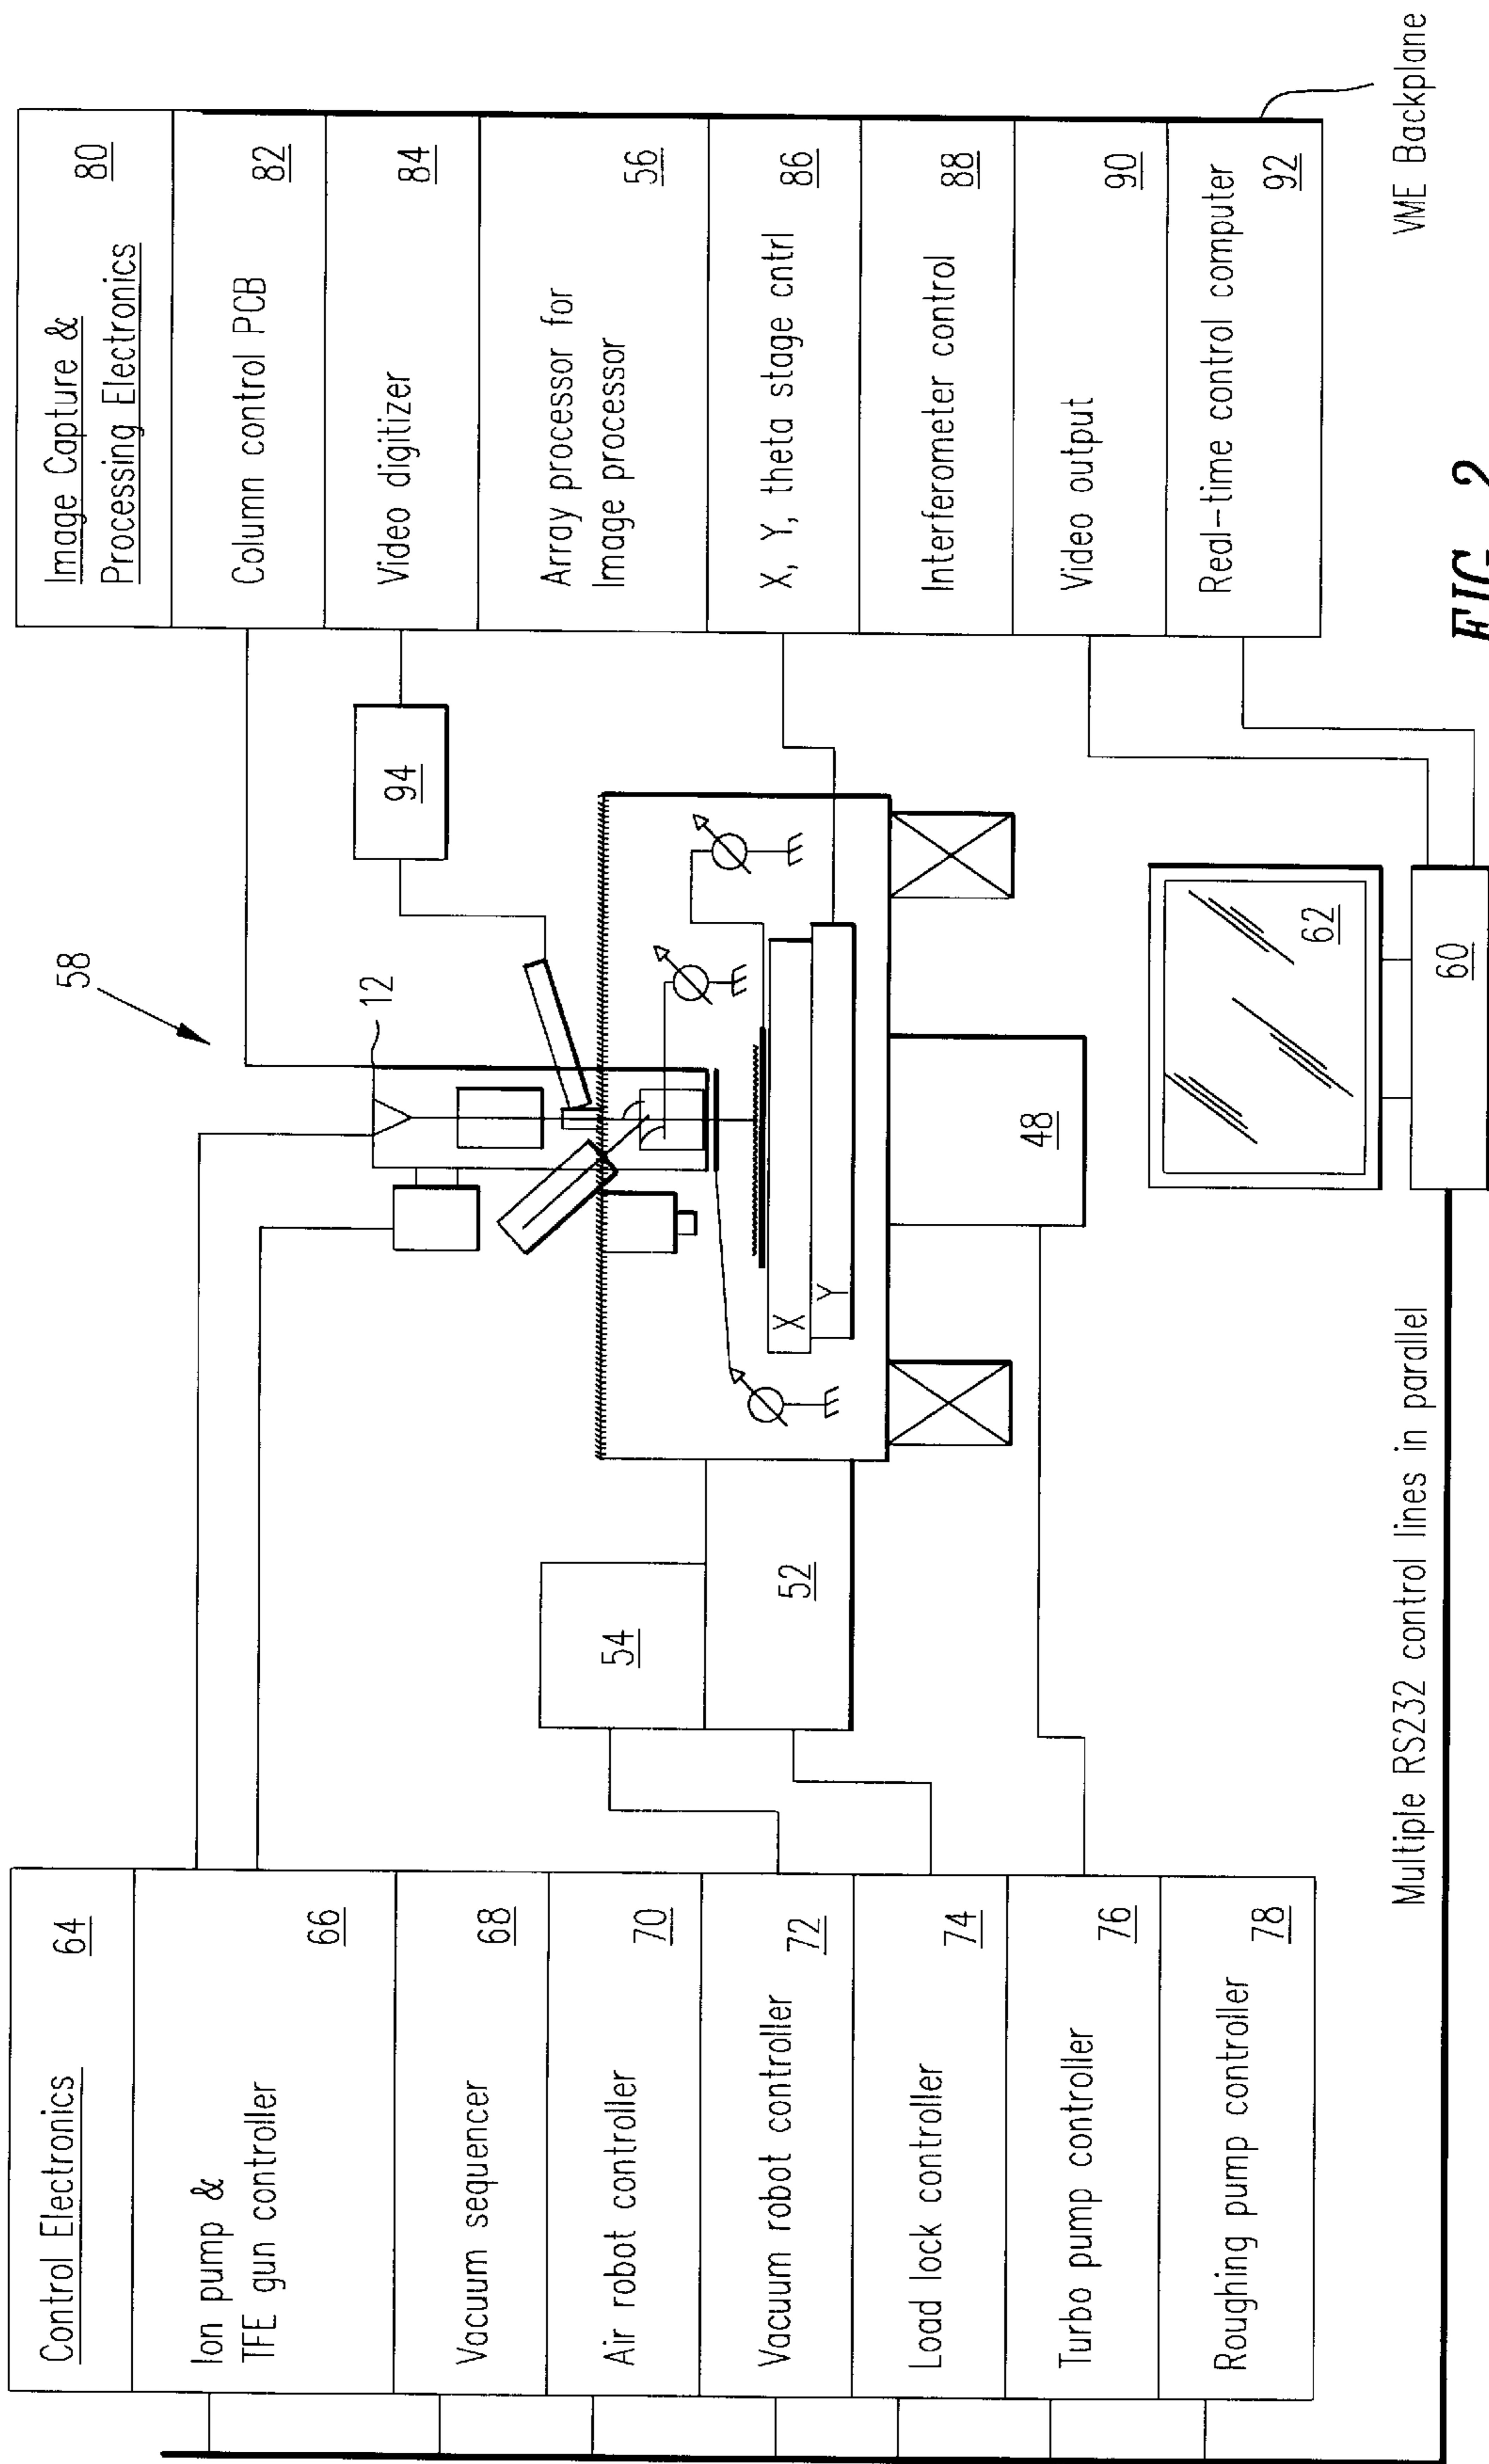 Control Electronics 64
Ion pump &
TFE gun controller 66
Vacuum sequencer 68
Air robot controller 70
Vacuum robot controller 72
Load lock controller 74
Turbo pump controller 76
Roughing pump controller 78
Multiple RS232 control lines in parallel
54
52
58
12
94
X
Y
48
62
60
Image Capture &
Processing Electronics 80
Column control PCB 82
Video digitizer 84
Array processor for
Image processor 56
X, Y, theta stage cntrl 86
Interferometer control 88
Video output 90
Real-time control computer
92
VME Backplane
FIG. 2